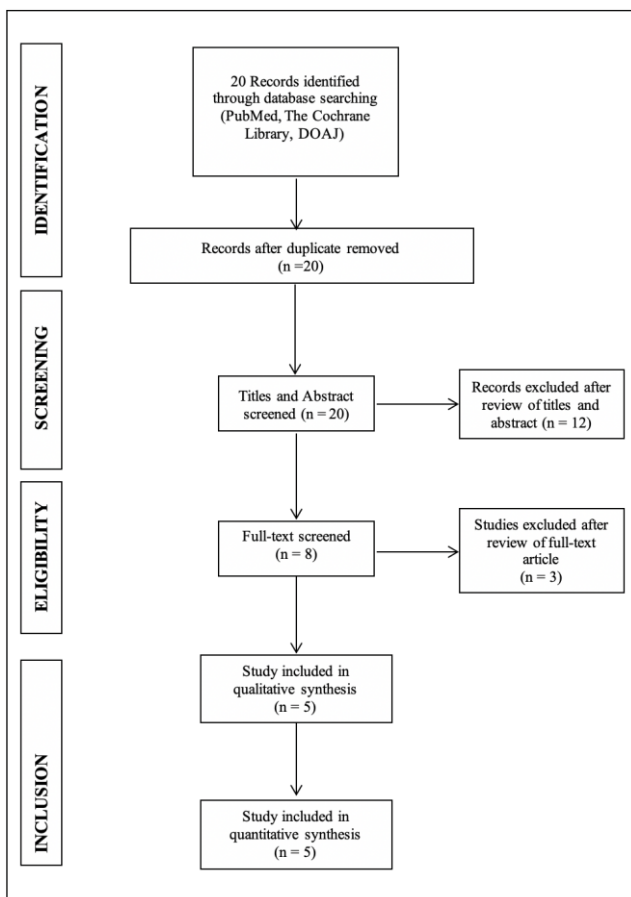 IDENTIFICATION
20 Records identified
through database searching
(PubMed, The Cochrane
Library, DOAJ)
Records after duplicate removed
(n =20)
SCREENING
Titles and Abstract
screened (n = 20)
Records excluded after
review of titles and
abstract (n = 12)
ELIGIBILITY
Full-text screened
(n = 8)
Studies excluded after
review of full-text
article
(n = 3)
INCLUSION
Study included in
qualitative synthesis
(n = 5)
Study included in
quantitative synthesis
(n = 5)